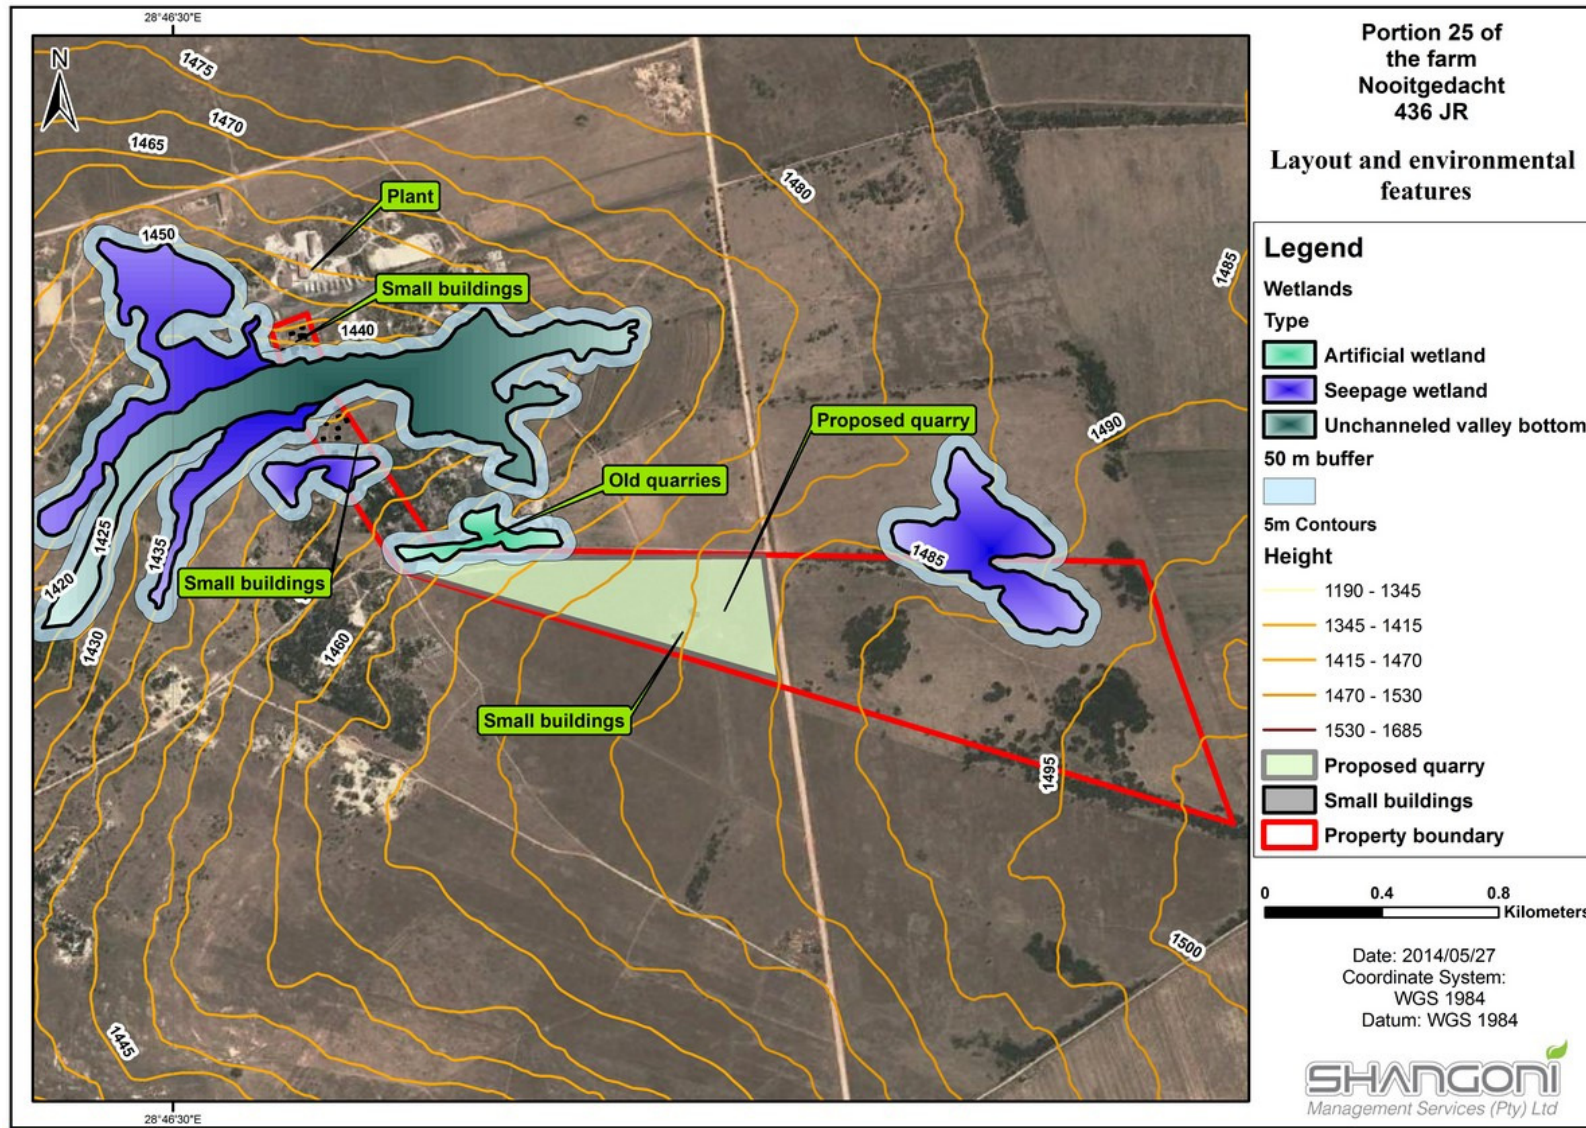 28°46'30"E
N
1475
1470
1465
1480
Plant
1450
Small buildings
1440
1485
Proposed quarry
1490
Old quarries
1485
1425
1435
1420
Small buildings
1430
1460
Small buildings
1495
1500
1445
28°46'30"E
Portion 25 of
the farm
Nooitgedacht
436 JR
Layout and environmental
features
Legend
Wetlands
Type
Artificial wetland
Seepage wetland
Unchanneled valley bottom
50 m buffer
5m Contours
Height
1190 - 1345
1345 - 1415
1415 - 1470
1470 - 1530
1530 - 1685
Proposed quarry
Small buildings
Property boundary
0 0.4 0.8
Kilometers
Date: 2014/05/27
Coordinate System:
WGS 1984
Datum: WGS 1984
SHANGONI
Management Services (Pty) Ltd